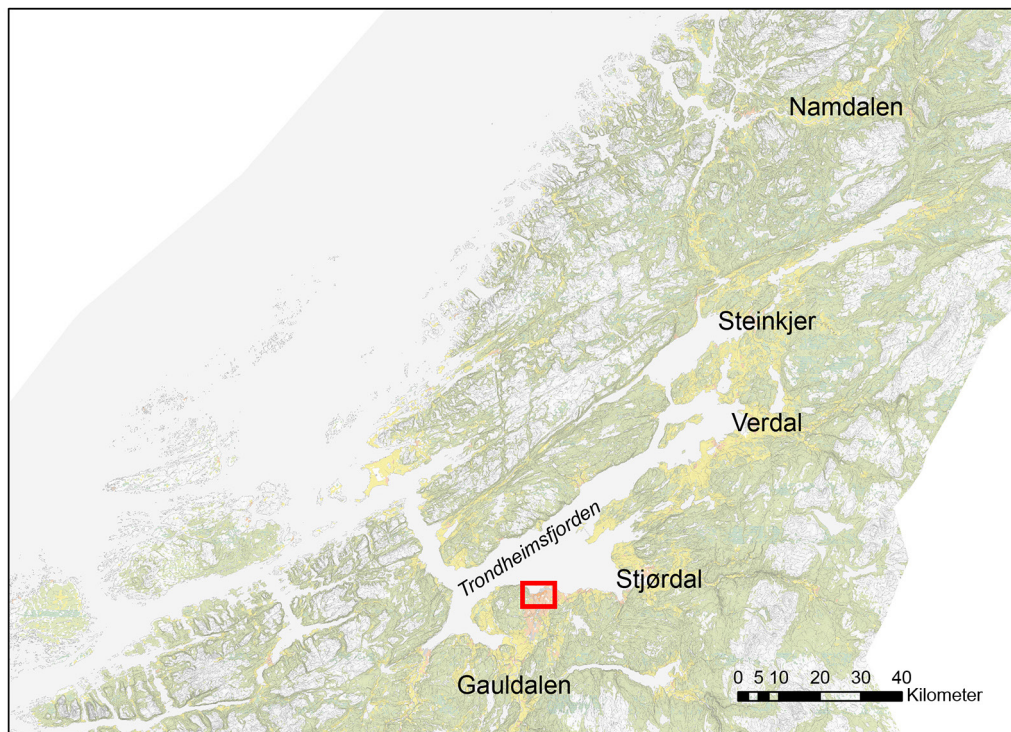 Namdalen
Steinkjer
Verdal
Trondheimsfjorden
Stjørdal
Gauldalen
0 5 10 20 30 40
Kilometer